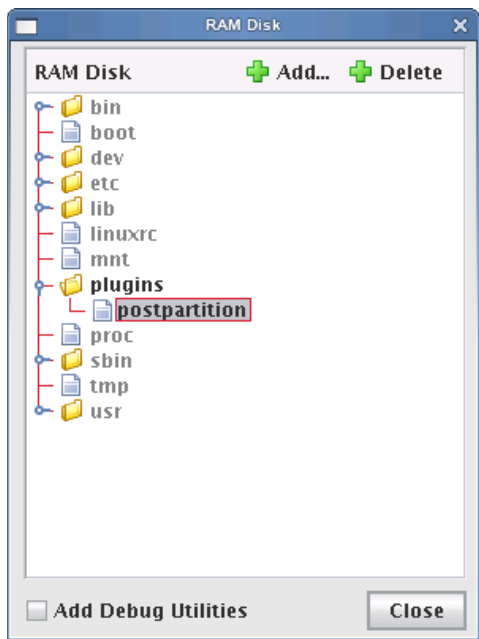 RAM Disk
RAM Disk Add... Delete
bin
boot
dev
etc
lib
linuxrc
mnt
plugins
postpartition
proc
sbin
tmp
usr
Add Debug Utilities Close